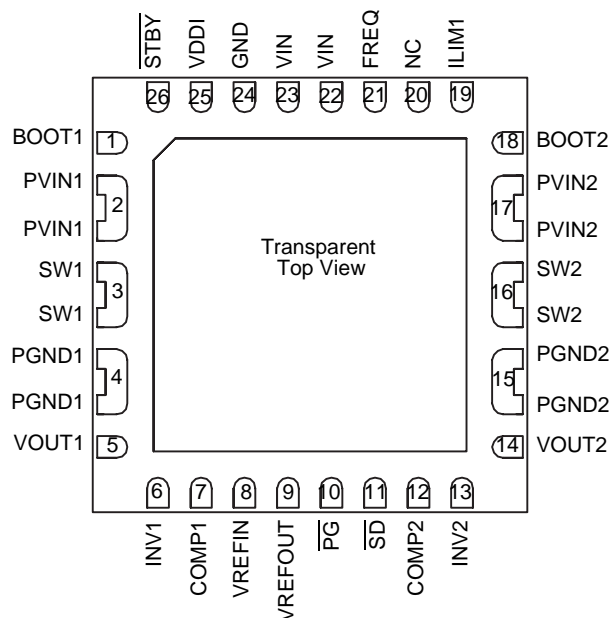 STBY
VDDI
GND
VIN
VIN
FREQ
NC
ILIM1
26
25
24
23
22
21
20
19
BOOT1
1
18
BOOT2
PVIN1
2
PVIN1
PVIN2
17
PVIN2
Transparent
Top View
SW1
3
SW1
SW2
16
SW2
PGND1
4
PGND1
PGND2
15
PGND2
VOUT1
5
14
VOUT2
6
7
8
9
10
11
12
13
INV1
COMP1
VREFIN
VREFOUT
PG
SD
COMP2
INV2